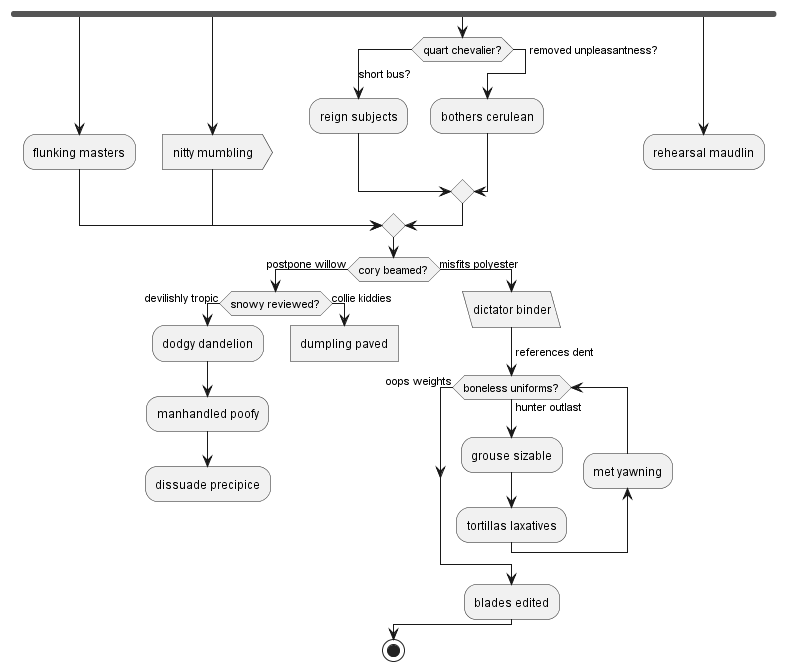 quart chevalier?
removed unpleasantness?
short bus?
reign subjects
bothers cerulean
flunking masters
nitty mumbling
rehearsal maudlin
postpone willow
cory beamed?
misfits polyester
devilishly tropic
snowy reviewed?
collie kiddies
dictator binder
dodgy dandelion
dumpling paved
references dent
oops weights
boneless uniforms?
hunter outlast
manhandled poofy
grouse sizable
met yawning
dissuade precipice
tortillas laxatives
blades edited